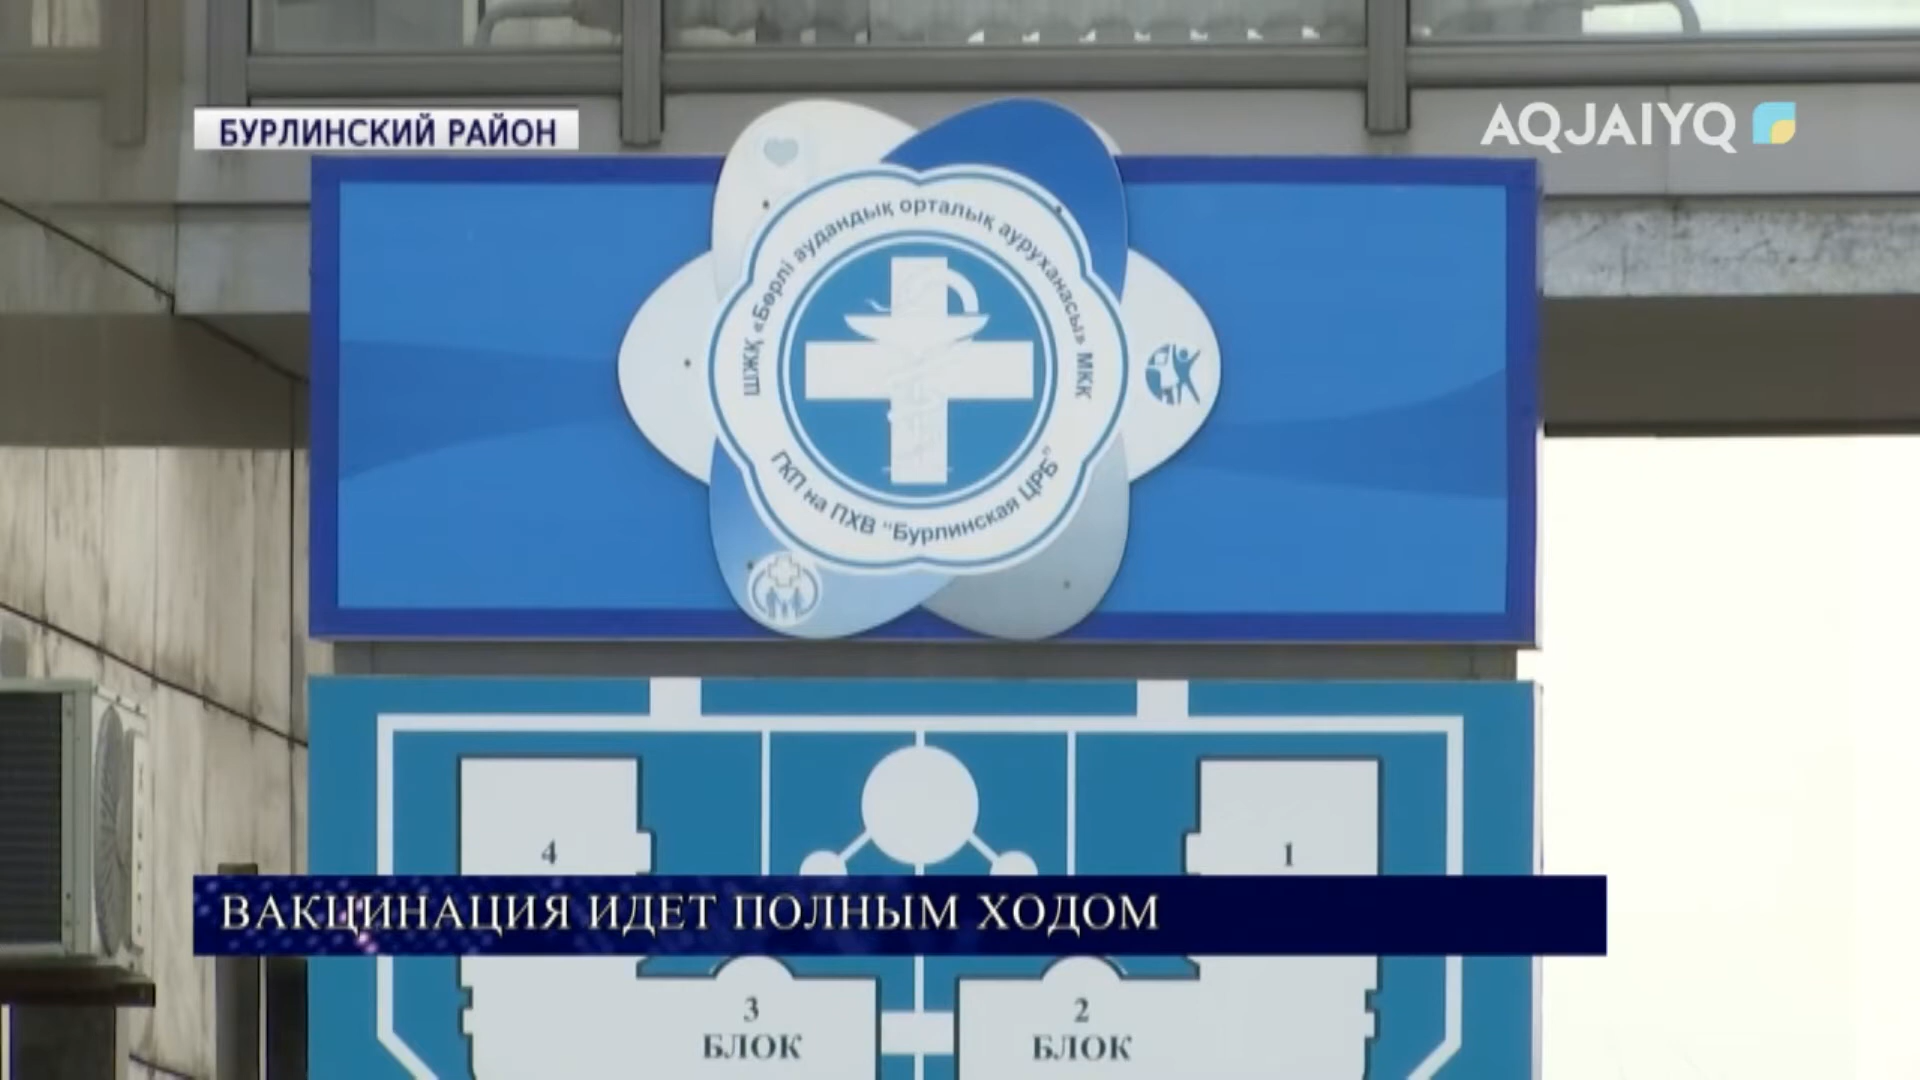 БУРЛИНСКИЙ РАЙОН
AQJAIYQ
ШЖҚ «Бөрлі аудандық орталық ауруханасы» МКК
ГКП на ПХВ "Бурлинская ЦРБ"
4
1
ВАКЦИНАЦИЯ ИДЕТ ПОЛНЫМ ХОДОМ
3
БЛОК
2
БЛОК